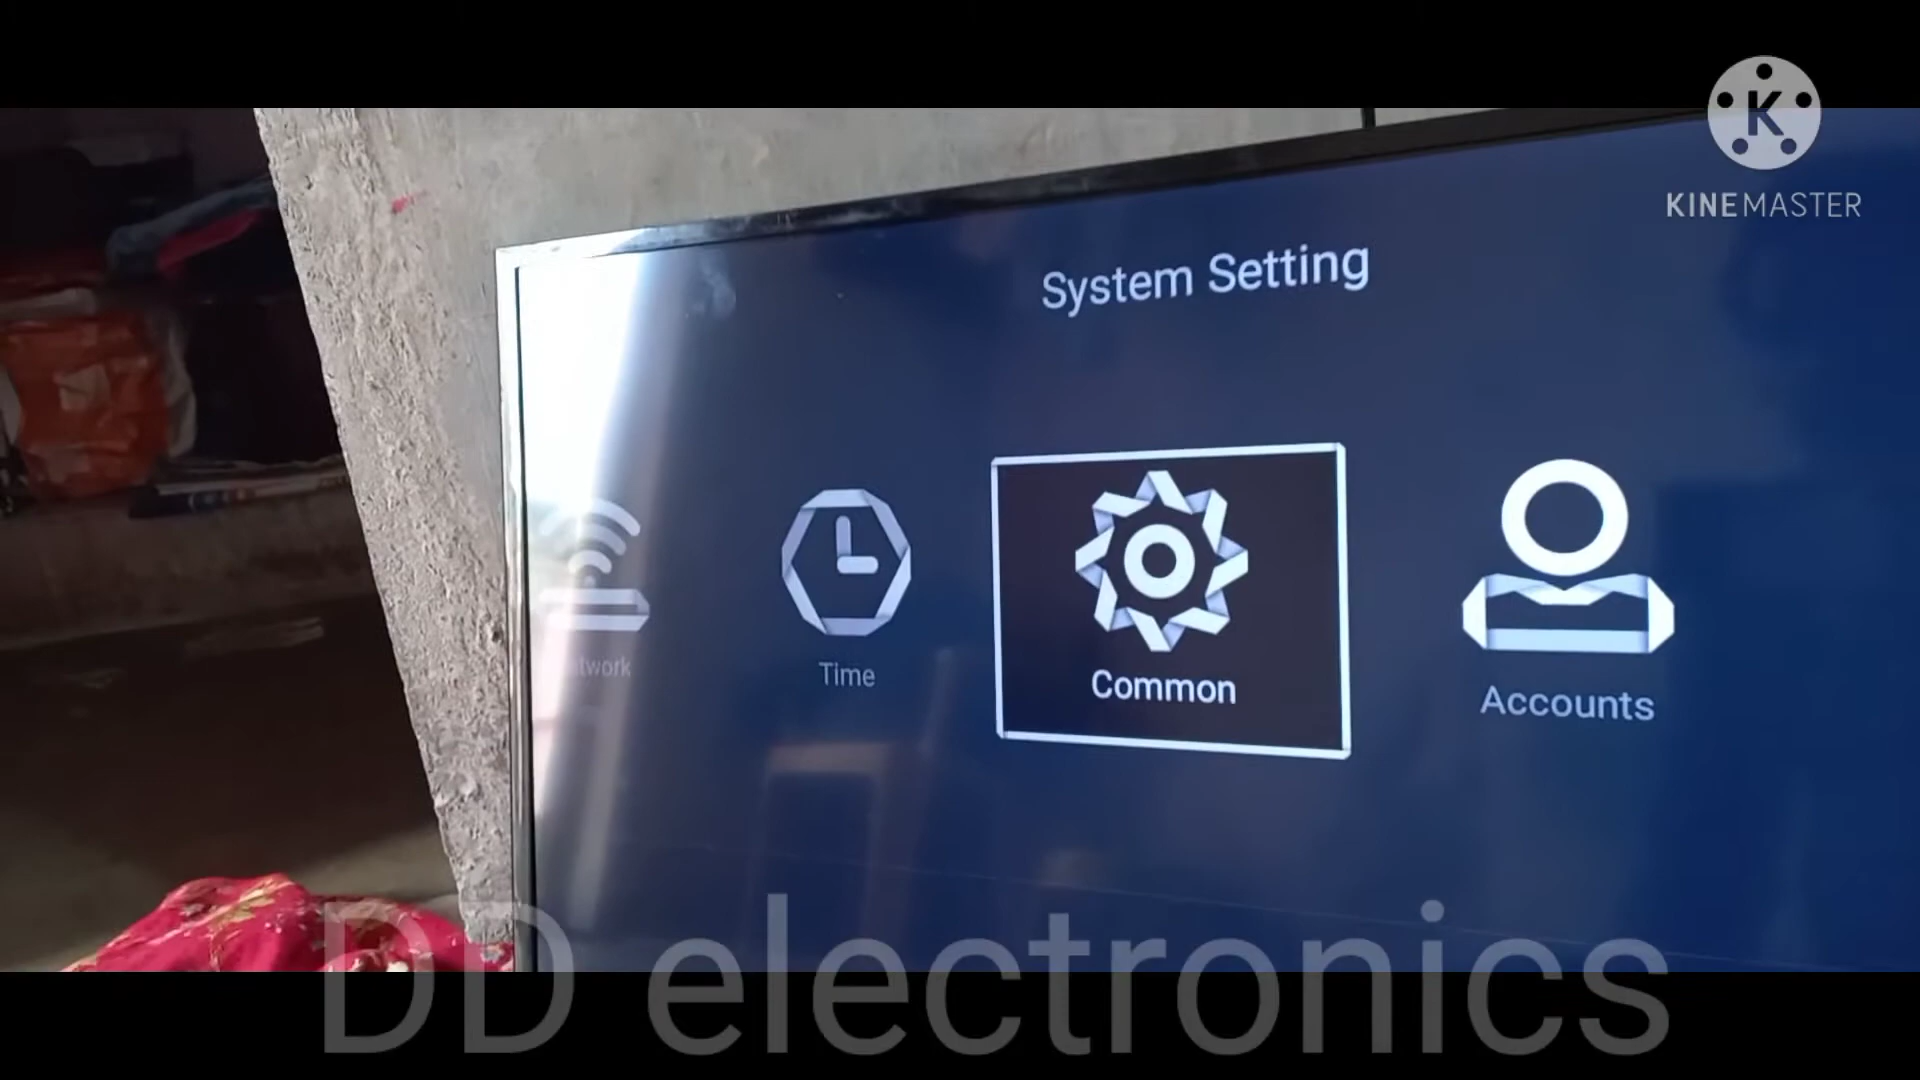 K
KINEMASTER
System Setting
Time
Common
Accounts
DD electronics